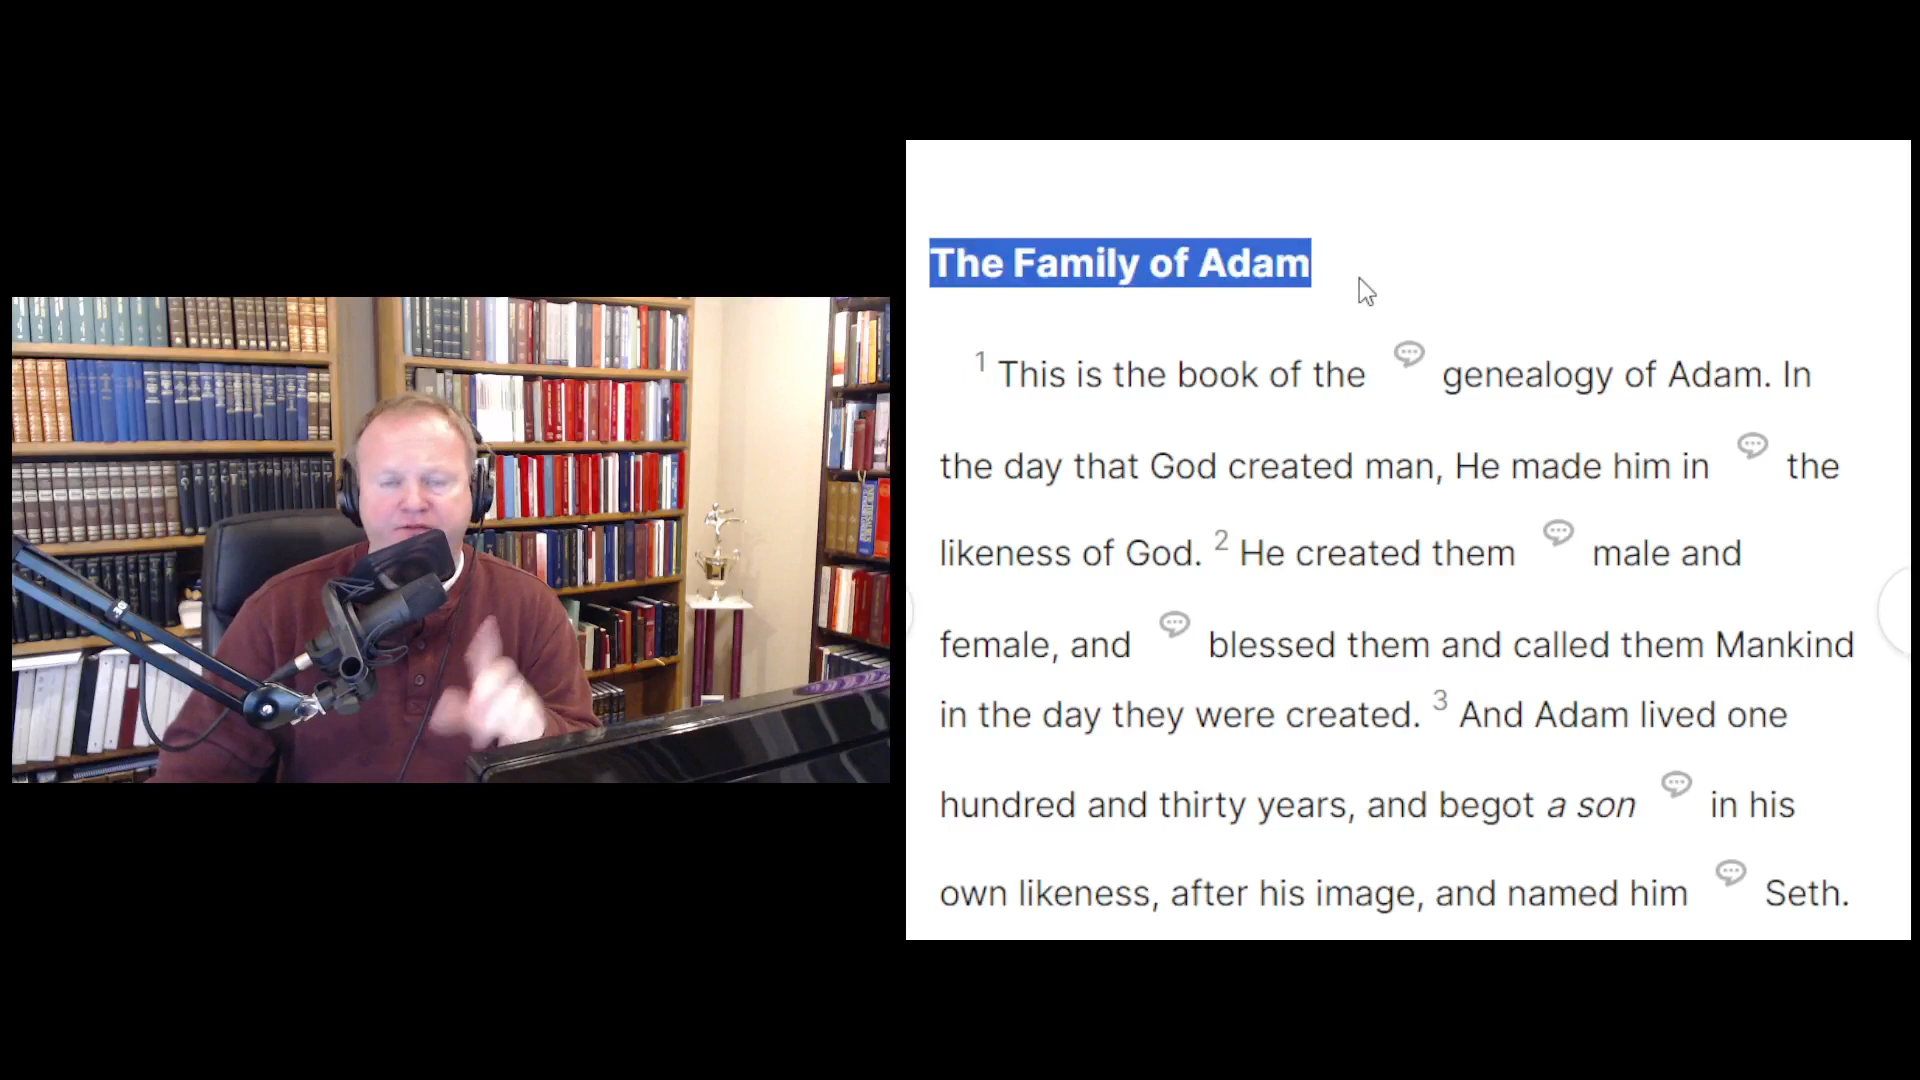 The Family of Adam
1 This is the book of the genealogy of Adam. In
the day that God created man, He made him in the
likeness of God. 2 He created them male and
female, and blessed them and called them Mankind
in the day they were created. 3 And Adam lived one
hundred and thirty years, and begot a son in his
own likeness, after his image, and named him Seth.